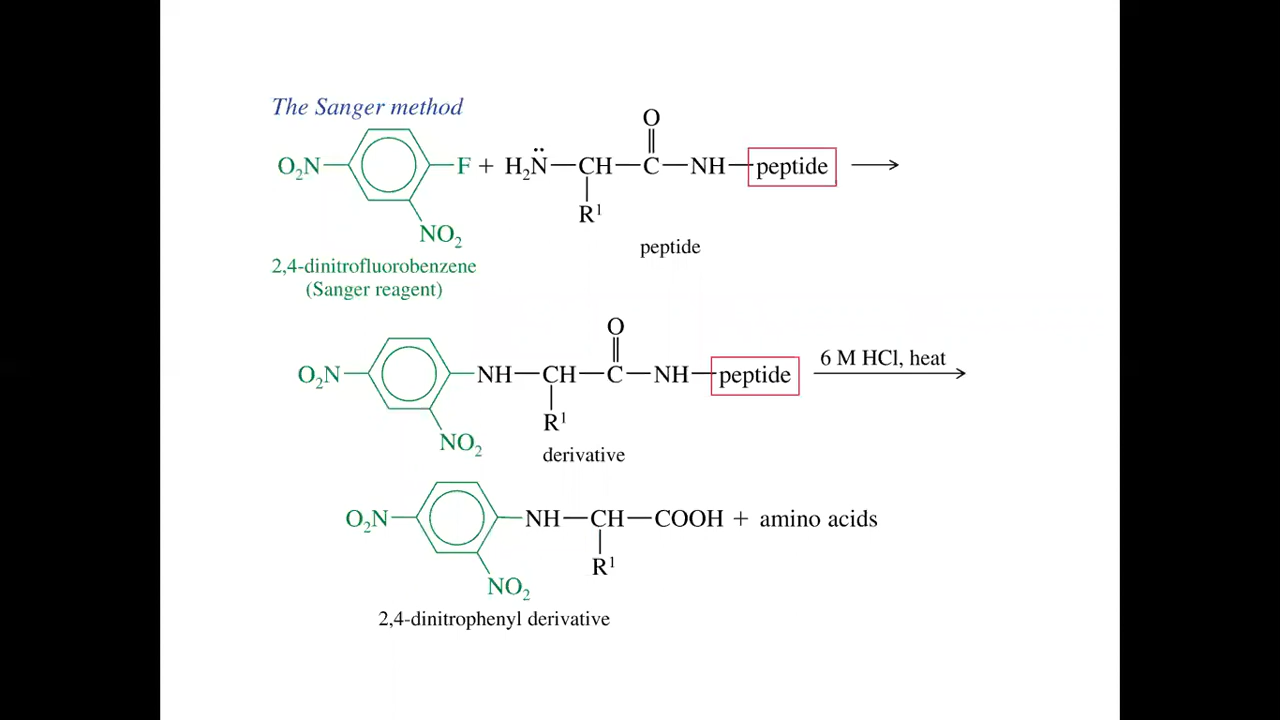 The Sanger method
O
O₂N F + H₂N̈—CH—C—NH—peptide
R¹
NO₂
peptide
2,4-dinitrofluorobenzene
(Sanger reagent)
O
O₂N NH—CH—C—NH—peptide 6 M HCl, heat
R¹
NO₂
derivative
O₂N NH—CH—COOH + amino acids
R¹
NO₂
2,4-dinitrophenyl derivative